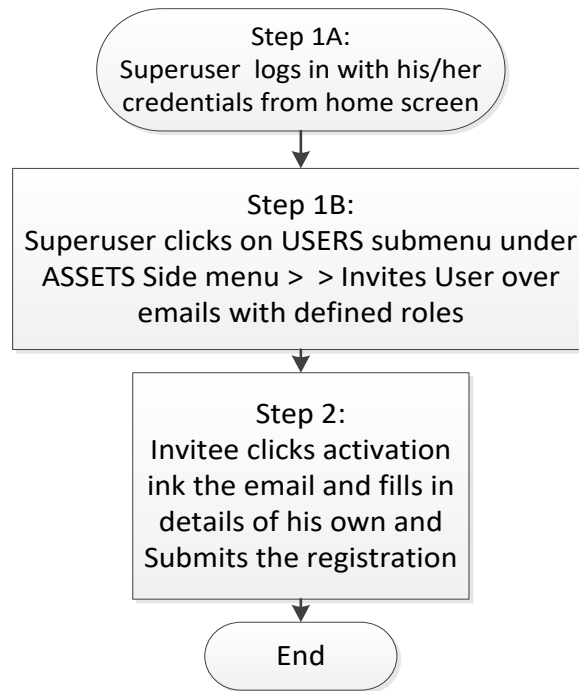 Step 1A:
Superuser logs in with his/her
credentials from home screen
Step 1B:
Superuser clicks on USERS submenu under
ASSETS Side menu > > Invites User over
emails with defined roles
Step 2:
Invitee clicks activation
ink the email and fills in
details of his own and
Submits the registration
End